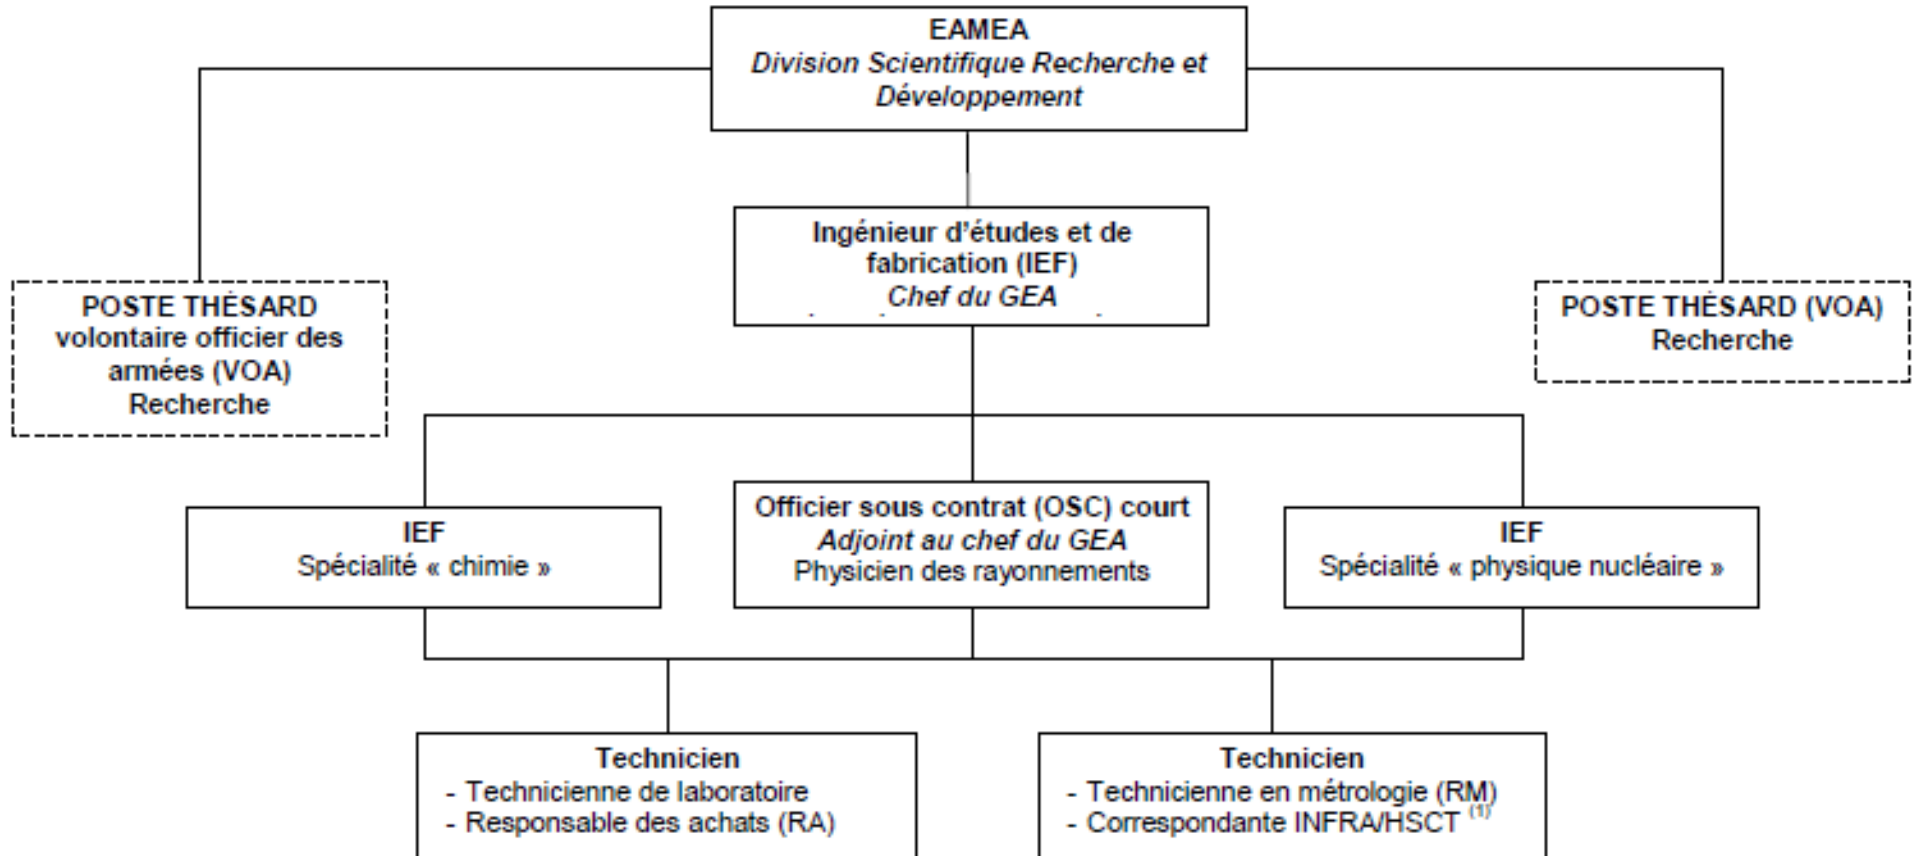 EAMEA
Division Scientifique Recherche et
Développement
Ingénieur d'études et de
fabrication (IEF)
Chef du GEA
POSTE THÉSARD
volontaire officier des
armées (VOA)
Recherche
POSTE THÉSARD (VOA)
Recherche
IEF
Spécialité « chimie »
Officier sous contrat (OSC) court
Adjoint au chef du GEA
Physicien des rayonnements
IEF
Spécialité « physique nucléaire »
Technicien
- Technicienne de laboratoire
- Responsable des achats (RA)
Technicien
- Technicienne en métrologie (RM)
- Correspondante INFRA/HSCT (1)